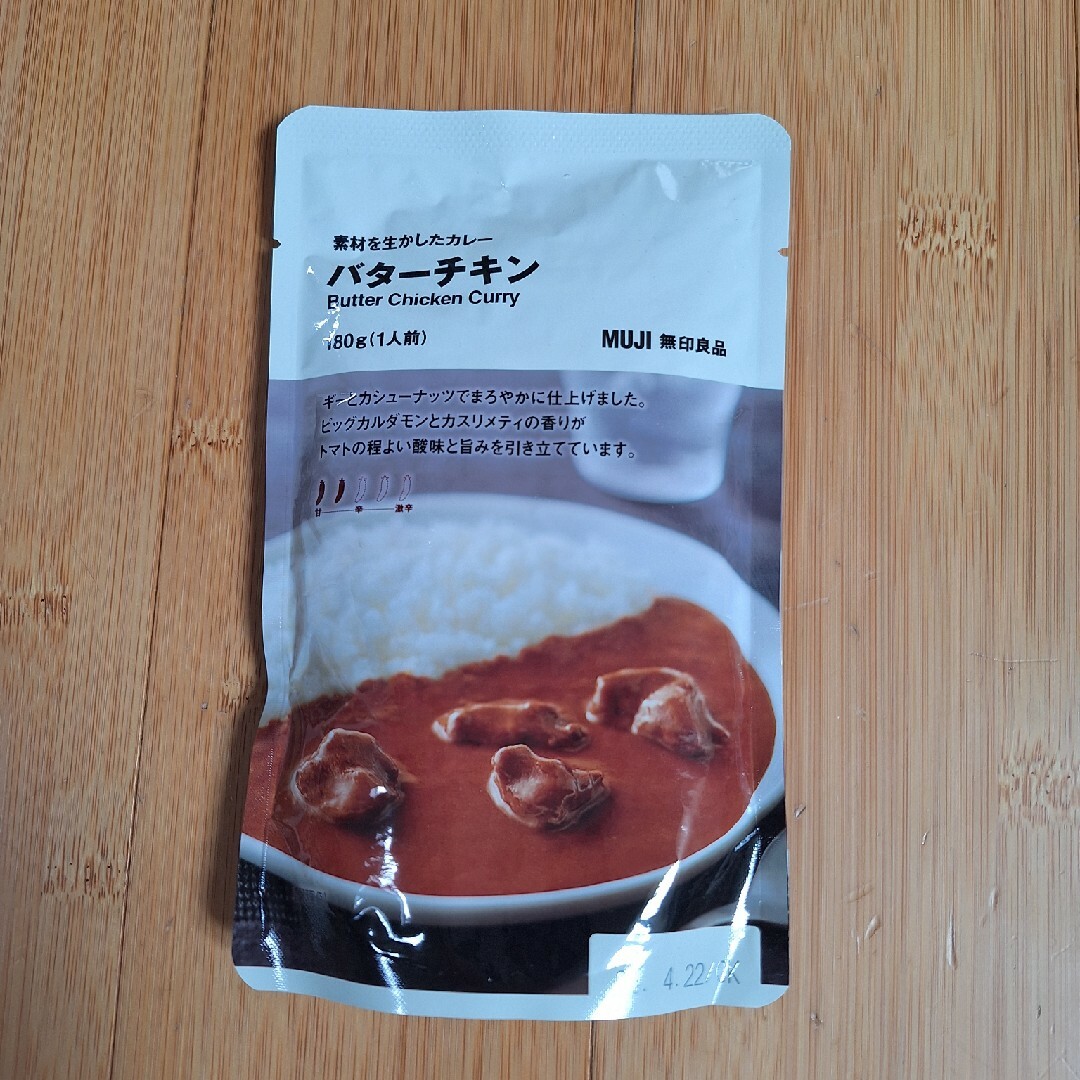 素材を生かしたカレー
バターチキン
Butter Chicken Curry
180g(1人前)
MUJI 無印良品
ギーとカシューナッツでまろやかに仕上げました。
ビッグカルダモンとカスリメティの香りが
トマトの程よい酸味と旨みを引き立てています。
甘 辛 激辛
4.22/CK